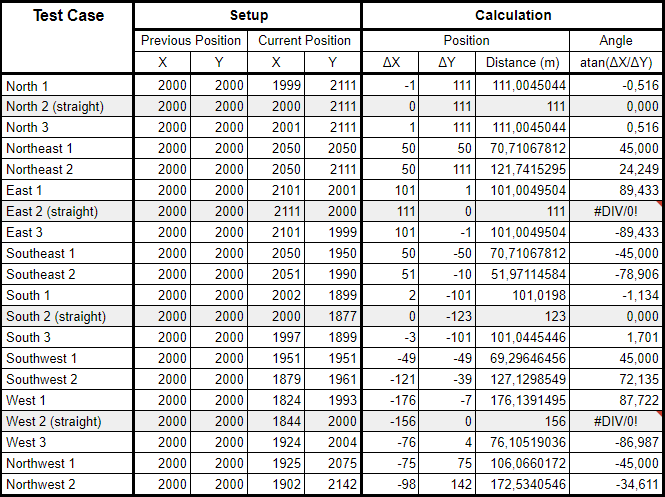 Test Case Setup Calculation
Previous Position Current Position Position Angle
X Y X Y ΔX ΔY Distance (m) atan(ΔX/ΔY)
North 1 2000 2000 1999 2111 -1 111 111,0045044 -0,516
North 2 (straight) 2000 2000 2000 2111 0 111 111 0,000
North 3 2000 2000 2001 2111 1 111 111,0045044 0,516
Northeast 1 2000 2000 2050 2050 50 50 70,71067812 45,000
Northeast 2 2000 2000 2050 2111 50 111 121,7415295 24,249
East 1 2000 2000 2101 2001 101 1 101,0049504 89,433
East 2 (straight) 2000 2000 2111 2000 111 0 111 #DIV/0!
East 3 2000 2000 2101 1999 101 -1 101,0049504 -89,433
Southeast 1 2000 2000 2050 1950 50 -50 70,71067812 -45,000
Southeast 2 2000 2000 2051 1990 51 -10 51,97114584 -78,906
South 1 2000 2000 2002 1899 2 -101 101,0198 -1,134
South 2 (straight) 2000 2000 2000 1877 0 -123 123 0,000
South 3 2000 2000 1997 1899 -3 -101 101,0445446 1,701
Southwest 1 2000 2000 1951 1951 -49 -49 69,29646456 45,000
Southwest 2 2000 2000 1879 1961 -121 -39 127,1298549 72,135
West 1 2000 2000 1824 1993 -176 -7 176,1391495 87,722
West 2 (straight) 2000 2000 1844 2000 -156 0 156 #DIV/0!
West 3 2000 2000 1924 2004 -76 4 76,10519036 -86,987
Northwest 1 2000 2000 1925 2075 -75 75 106,0660172 -45,000
Northwest 2 2000 2000 1902 2142 -98 142 172,5340546 -34,611